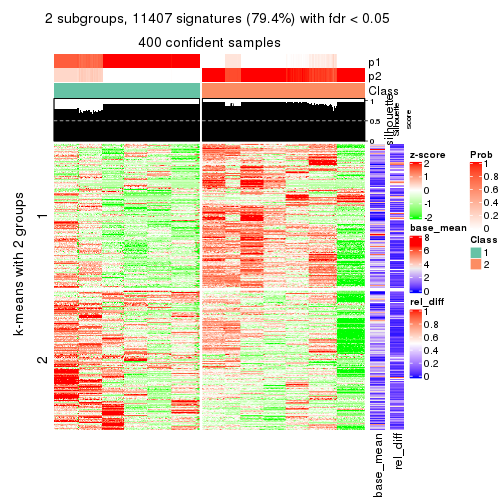 2 subgroups, 11407 signatures (79.4%) with fdr < 0.05
400 confident samples
p1
p2
Class
1
0.5
0
silhouette
Silhouette
score
k-means with 2 groups
1
2
base_mean
rel_diff
z-score
2
1
0
-1
-2
base_mean
8
6
4
2
0
rel_diff
1
0.8
0.6
0.4
0.2
0
Prob
1
0.8
0.6
0.4
0.2
0
Class
1
2